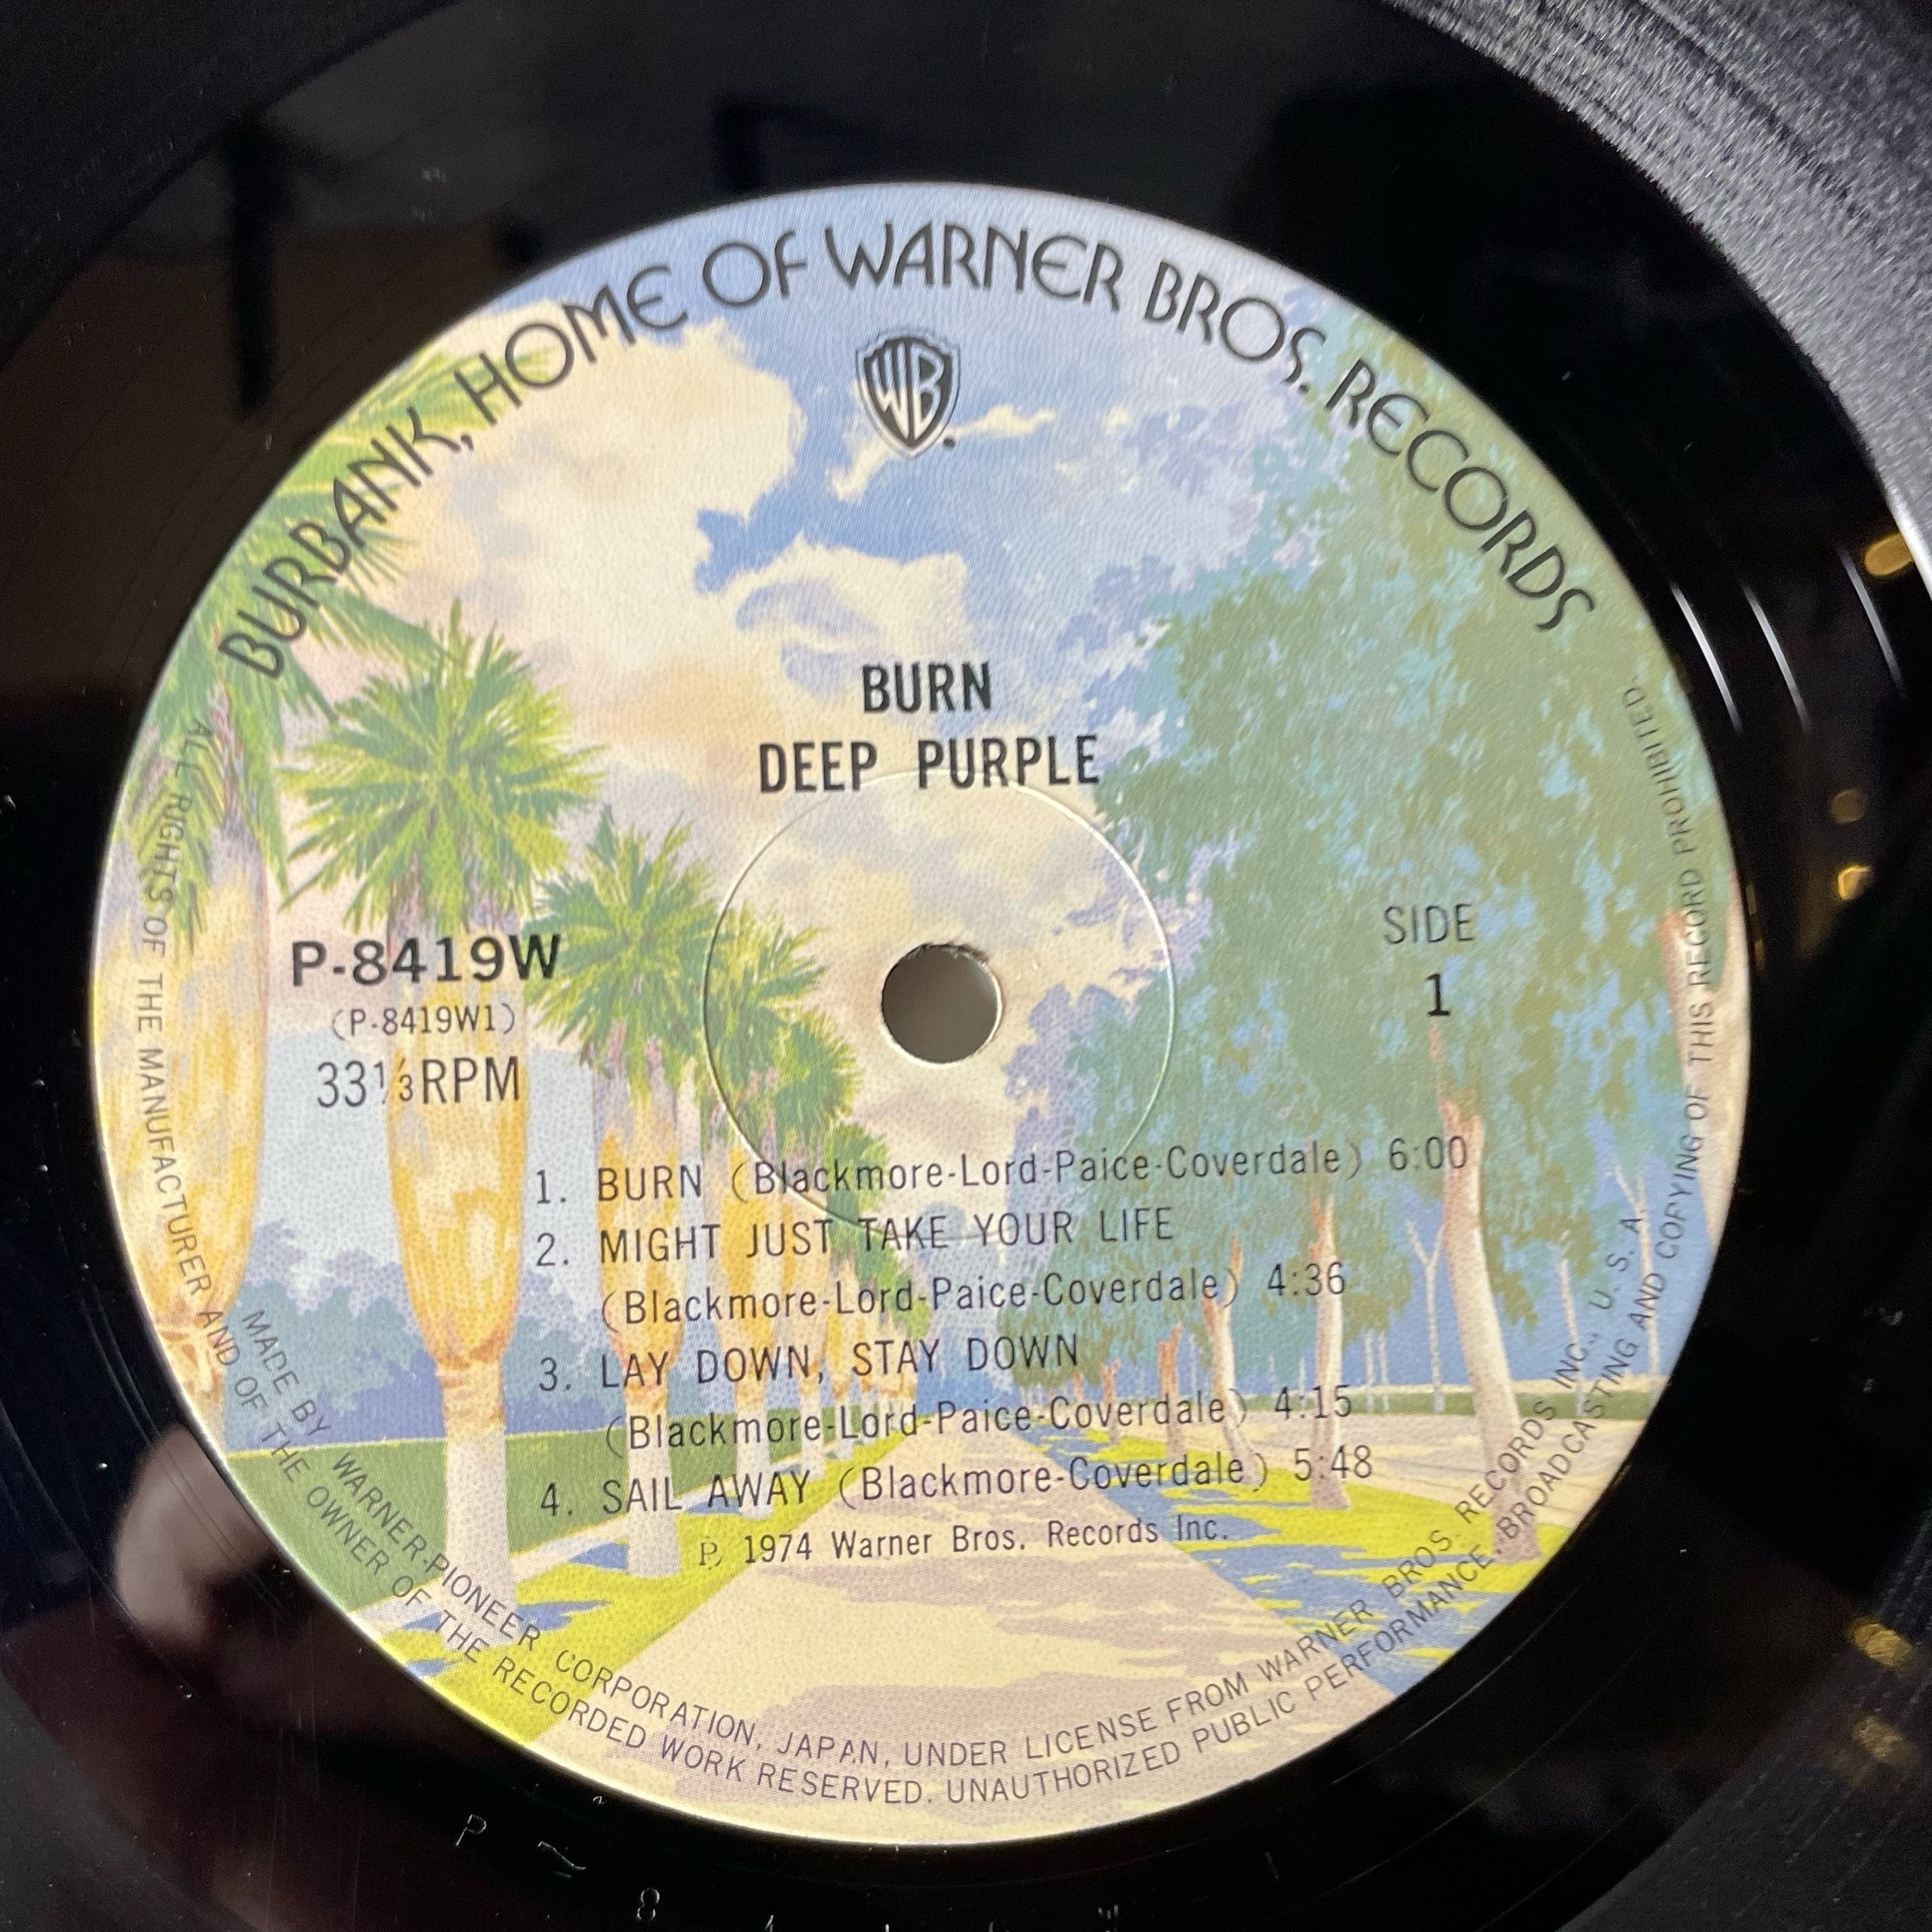 BURBANK, HOME OF WARNER BROS. RECORDS
WB
BURN
DEEP PURPLE
P-8419W
(P-8419W1)
33⅓RPM
SIDE
1
1. BURN (Blackmore-Lord-Paice-Coverdale) 6:00
2. MIGHT JUST TAKE YOUR LIFE
(Blackmore-Lord-Paice-Coverdale) 4:36
3. LAY DOWN, STAY DOWN
(Blackmore-Lord-Paice-Coverdale) 4:15
4. SAIL AWAY (Blackmore-Coverdale) 5:48
℗ 1974 Warner Bros. Records Inc.
MADE BY WARNER-PIONEER CORPORATION, JAPAN, UNDER LICENSE FROM WARNER BROS. RECORDS INC., U. S. A.
ALL RIGHTS OF THE MANUFACTURER AND OF THE OWNER OF THE RECORDED WORK RESERVED. UNAUTHORIZED PUBLIC PERFORMANCE, BROADCASTING AND COPYING OF THIS RECORD PROHIBITED.